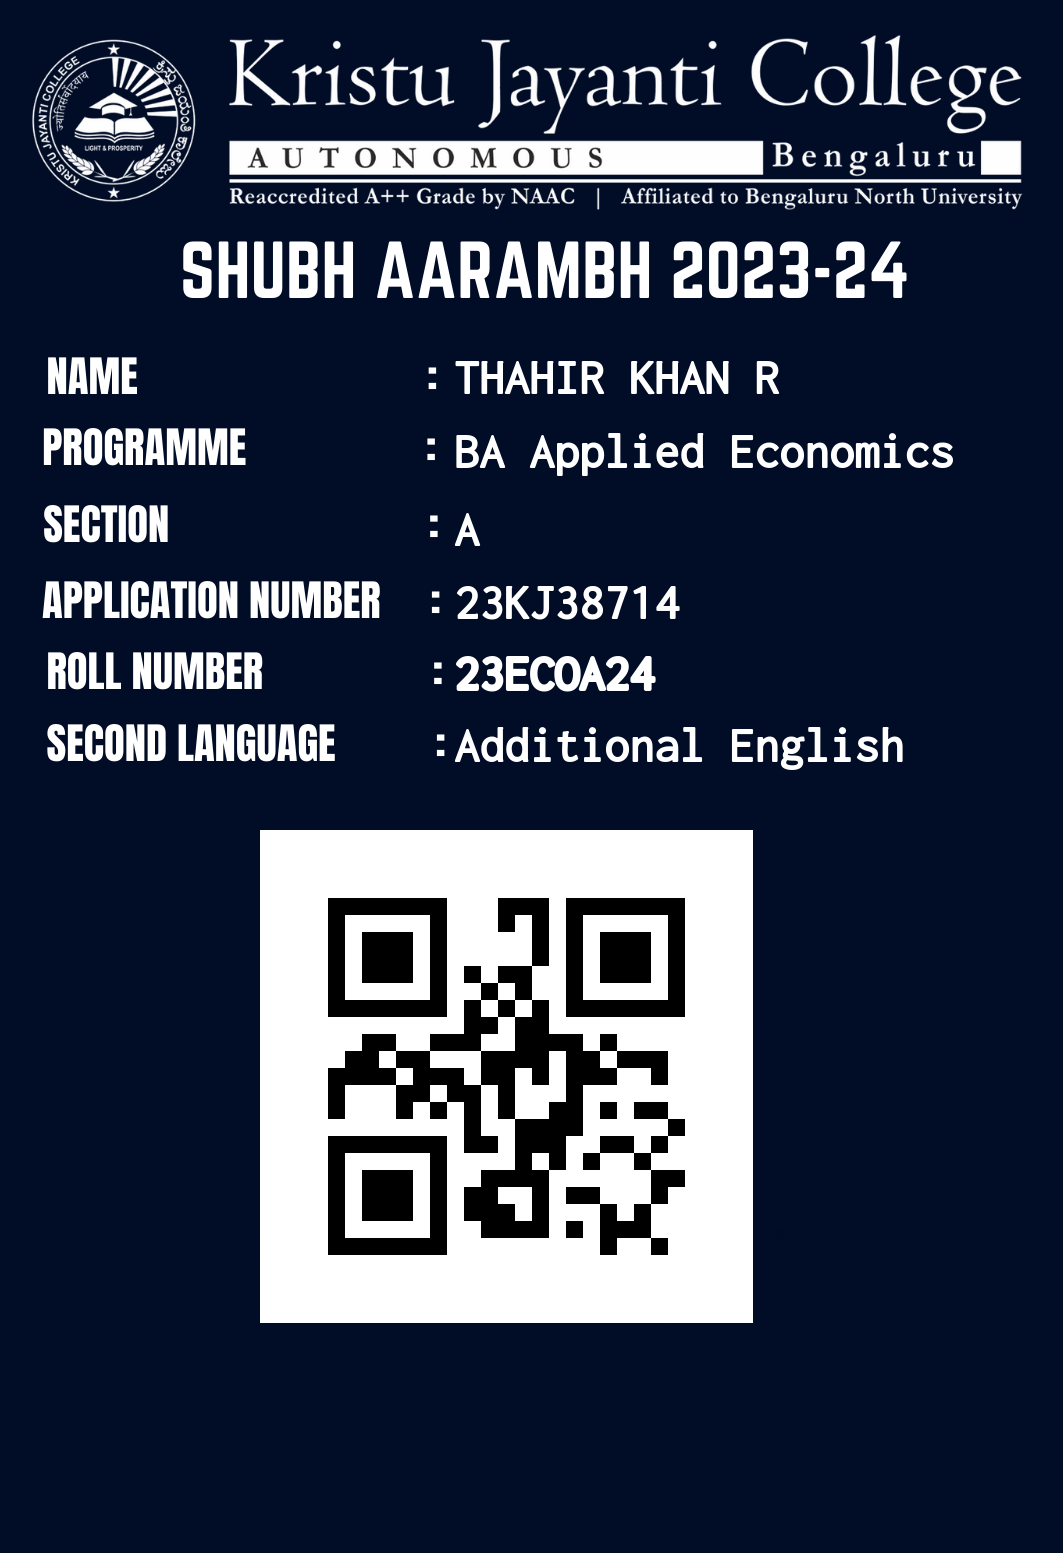 KRISTU JAYANTI COLLEGE
LIGHT & PROSPERITY
Kristu Jayanti College
AUTONOMOUS Bengaluru
Reaccredited A++ Grade by NAAC | Affiliated to Bengaluru North University
SHUBH AARAMBH 2023-24
NAME : THAHIR KHAN R
PROGRAMME : BA Applied Economics
SECTION : A
APPLICATION NUMBER : 23KJ38714
ROLL NUMBER : 23ECOA24
SECOND LANGUAGE : Additional English